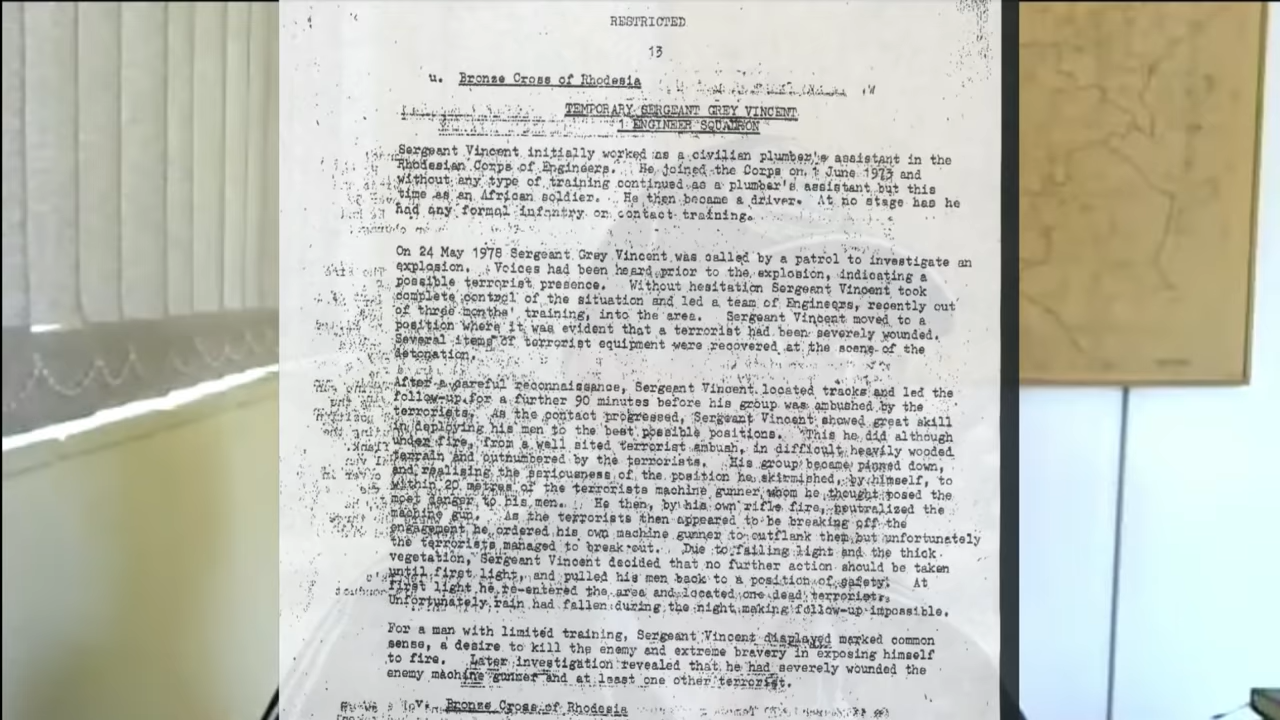 RESTRICTED
13
u. Bronze Cross of Rhodesia
TEMPORARY SERGEANT GREY VINCENT
1 ENGINEER SQUADRON
Sergeant Vincent initially worked as a civilian plumber's assistant in the
Rhodesian Corps of Engineers. He joined the Corps on 1 June 1973 and
without any type of training continued as a plumber's assistant but this
time as an African soldier. He then became a driver. At no stage has he
had any formal infantry or contact training.
On 24 May 1978 Sergeant Grey Vincent was called by a patrol to investigate an
explosion. Voices had been heard prior to the explosion, indicating a
possible terrorist presence. Without hesitation Sergeant Vincent took
complete control of the situation and led a team of Engineers, recently out
of three months' training, into the area. Sergeant Vincent moved to a
position where it was evident that a terrorist had been severely wounded.
Several items of terrorist equipment were recovered at the scene of the
detonation.
After a careful reconnaissance, Sergeant Vincent located tracks and led the
follow-up for a further 90 minutes before his group was ambushed by the
terrorists. As the contact progressed, Sergeant Vincent showed great skill
in deploying his men to the best possible positions. This he did although
under fire, from a well sited terrorist ambush, in difficult heavily wooded
terrain and outnumbered by the terrorists. His group became pinned down,
and realising the seriousness of the position he skirmished, by himself, to
within 20 metres of the terrorists machine gunner whom he thought posed the
most danger to his men. He then, by his own rifle fire, neutralized the
machine gun. As the terrorists then appeared to be breaking off the
engagement he ordered his own machine gunner to outflank them but unfortunately
the terrorists managed to break out. Due to failing light and the thick
vegetation, Sergeant Vincent decided that no further action should be taken
until first light, and pulled his men back to a position of safety. At
first light he re-entered the area and located one dead terrorist.
Unfortunately rain had fallen during the night making follow-up impossible.
For a man with limited training, Sergeant Vincent displayed marked common
sense, a desire to kill the enemy and extreme bravery in exposing himself
to fire. Later investigation revealed that he had severely wounded the
enemy machine gunner and at least one other terrorist.
v. Bronze Cross of Rhodesia